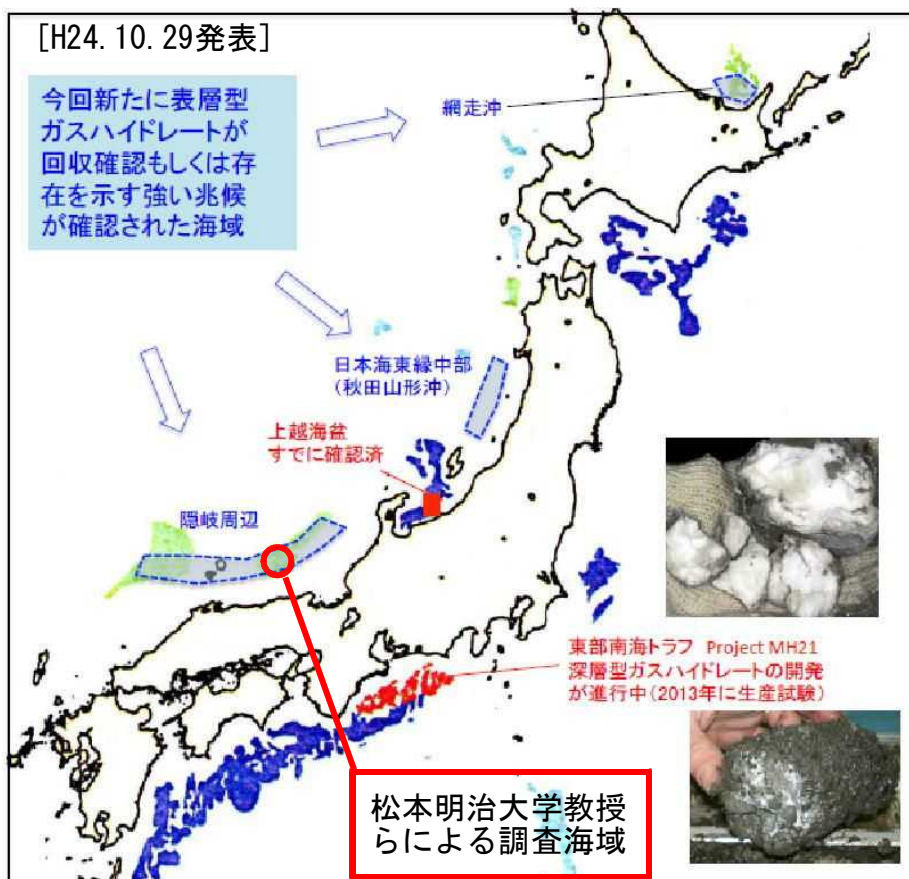 [H24.10.29発表]
今回新たに表層型
ガスハイドレートが
回収確認もしくは存
在を示す強い兆候
が確認された海域
網走沖
日本海東縁中部
(秋田山形沖)
上越海盆
すでに確認済
隠岐周辺
東部南海トラフ Project MH21
深層型ガスハイドレートの開発
が進行中(2013年に生産試験)
松本明治大学教授
らによる調査海域